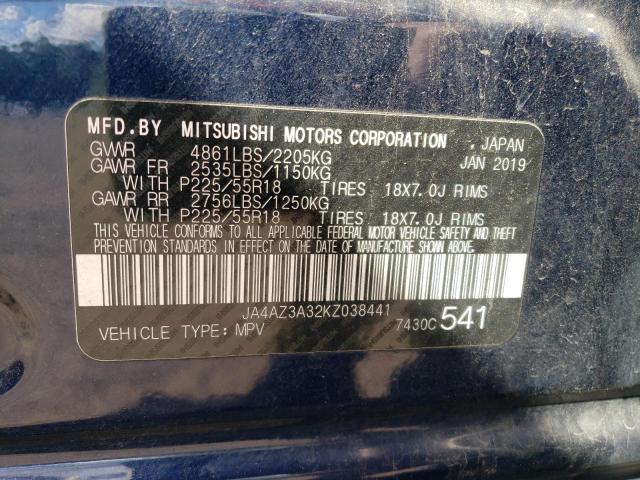 MFD.BY MITSUBISHI MOTORS CORPORATION , JAPAN
GVWR 4861LBS/2205KG JAN 2019
GAWR FR 2535LBS/1150KG
WITH P225/55R18 TIRES 18X7.0J RIMS
GAWR RR 2756LBS/1250KG
WITH P225/55R18 TIRES 18X7.0J RIMS
THIS VEHICLE CONFORMS TO ALL APPLICABLE FEDERAL MOTOR VEHICLE SAFETY AND THEFT
PREVENTION STANDARDS IN EFFECT ON THE DATE OF MANUFACTURE SHOWN ABOVE.
JA4AZ3A32KZ038441
VEHICLE TYPE: MPV 7430C 541